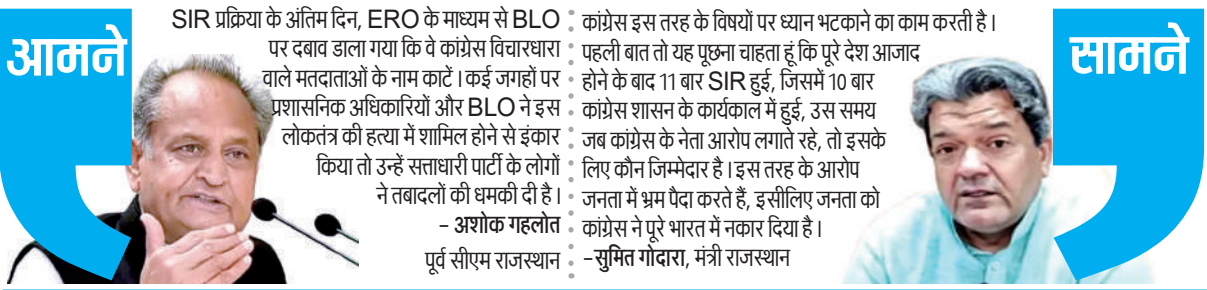 आमने
SIR प्रक्रिया के अंतिम दिन, ERO के माध्यम से BLO
पर दबाव डाला गया कि वे कांग्रेस विचारधारा
वाले मतदाताओं के नाम काटें । कई जगहों पर
प्रशासनिक अधिकारियों और BLO ने इस
लोकतंत्र की हत्या में शामिल होने से इंकार
किया तो उन्हें सत्ताधारी पार्टी के लोगों
ने तबादलों की धमकी दी है ।
– अशोक गहलोत
पूर्व सीएम राजस्थान
कांग्रेस इस तरह के विषयों पर ध्यान भटकाने का काम करती है ।
पहली बात तो यह पूछना चाहता हूं कि पूरे देश आजाद
होने के बाद 11 बार SIR हुई, जिसमें 10 बार
कांग्रेस शासन के कार्यकाल में हुई, उस समय
जब कांग्रेस के नेता आरोप लगाते रहे, तो इसके
लिए कौन जिम्मेदार है । इस तरह के आरोप
जनता में भ्रम पैदा करते हैं, इसीलिए जनता को
कांग्रेस ने पूरे भारत में नकार दिया है ।
–सुमित गोदारा, मंत्री राजस्थान
सामने